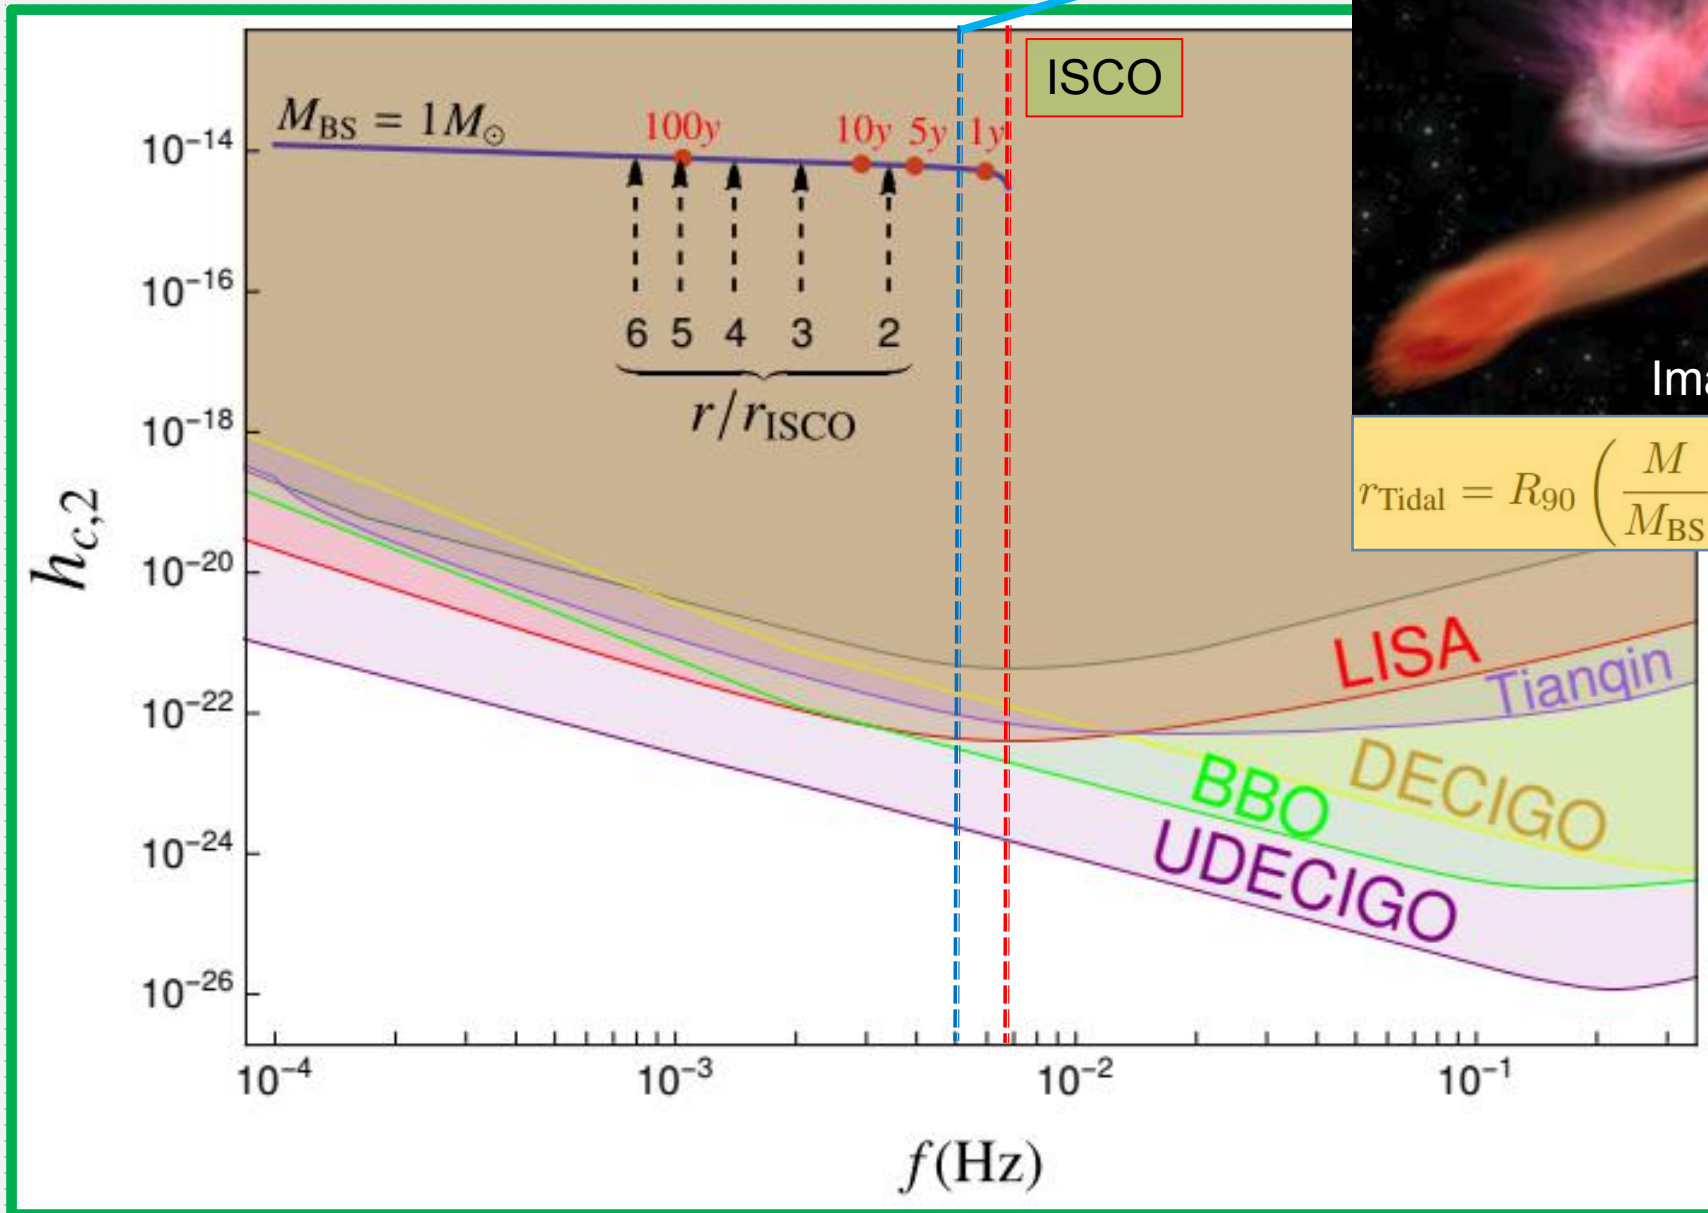 ISCO
M_BS = 1M_☉
100y 10y 5y 1y
10⁻¹⁴
10⁻¹⁶
6 5 4 3 2
r/r_ISCO
10⁻¹⁸
h_c,2
10⁻²⁰
10⁻²²
10⁻²⁴
10⁻²⁶
LISA
Tianqin
DECIGO
BBO
UDECIGO
10⁻⁴ 10⁻³ 10⁻² 10⁻¹
f(Hz)
r_Tidal = R_90 ( M / M_BS